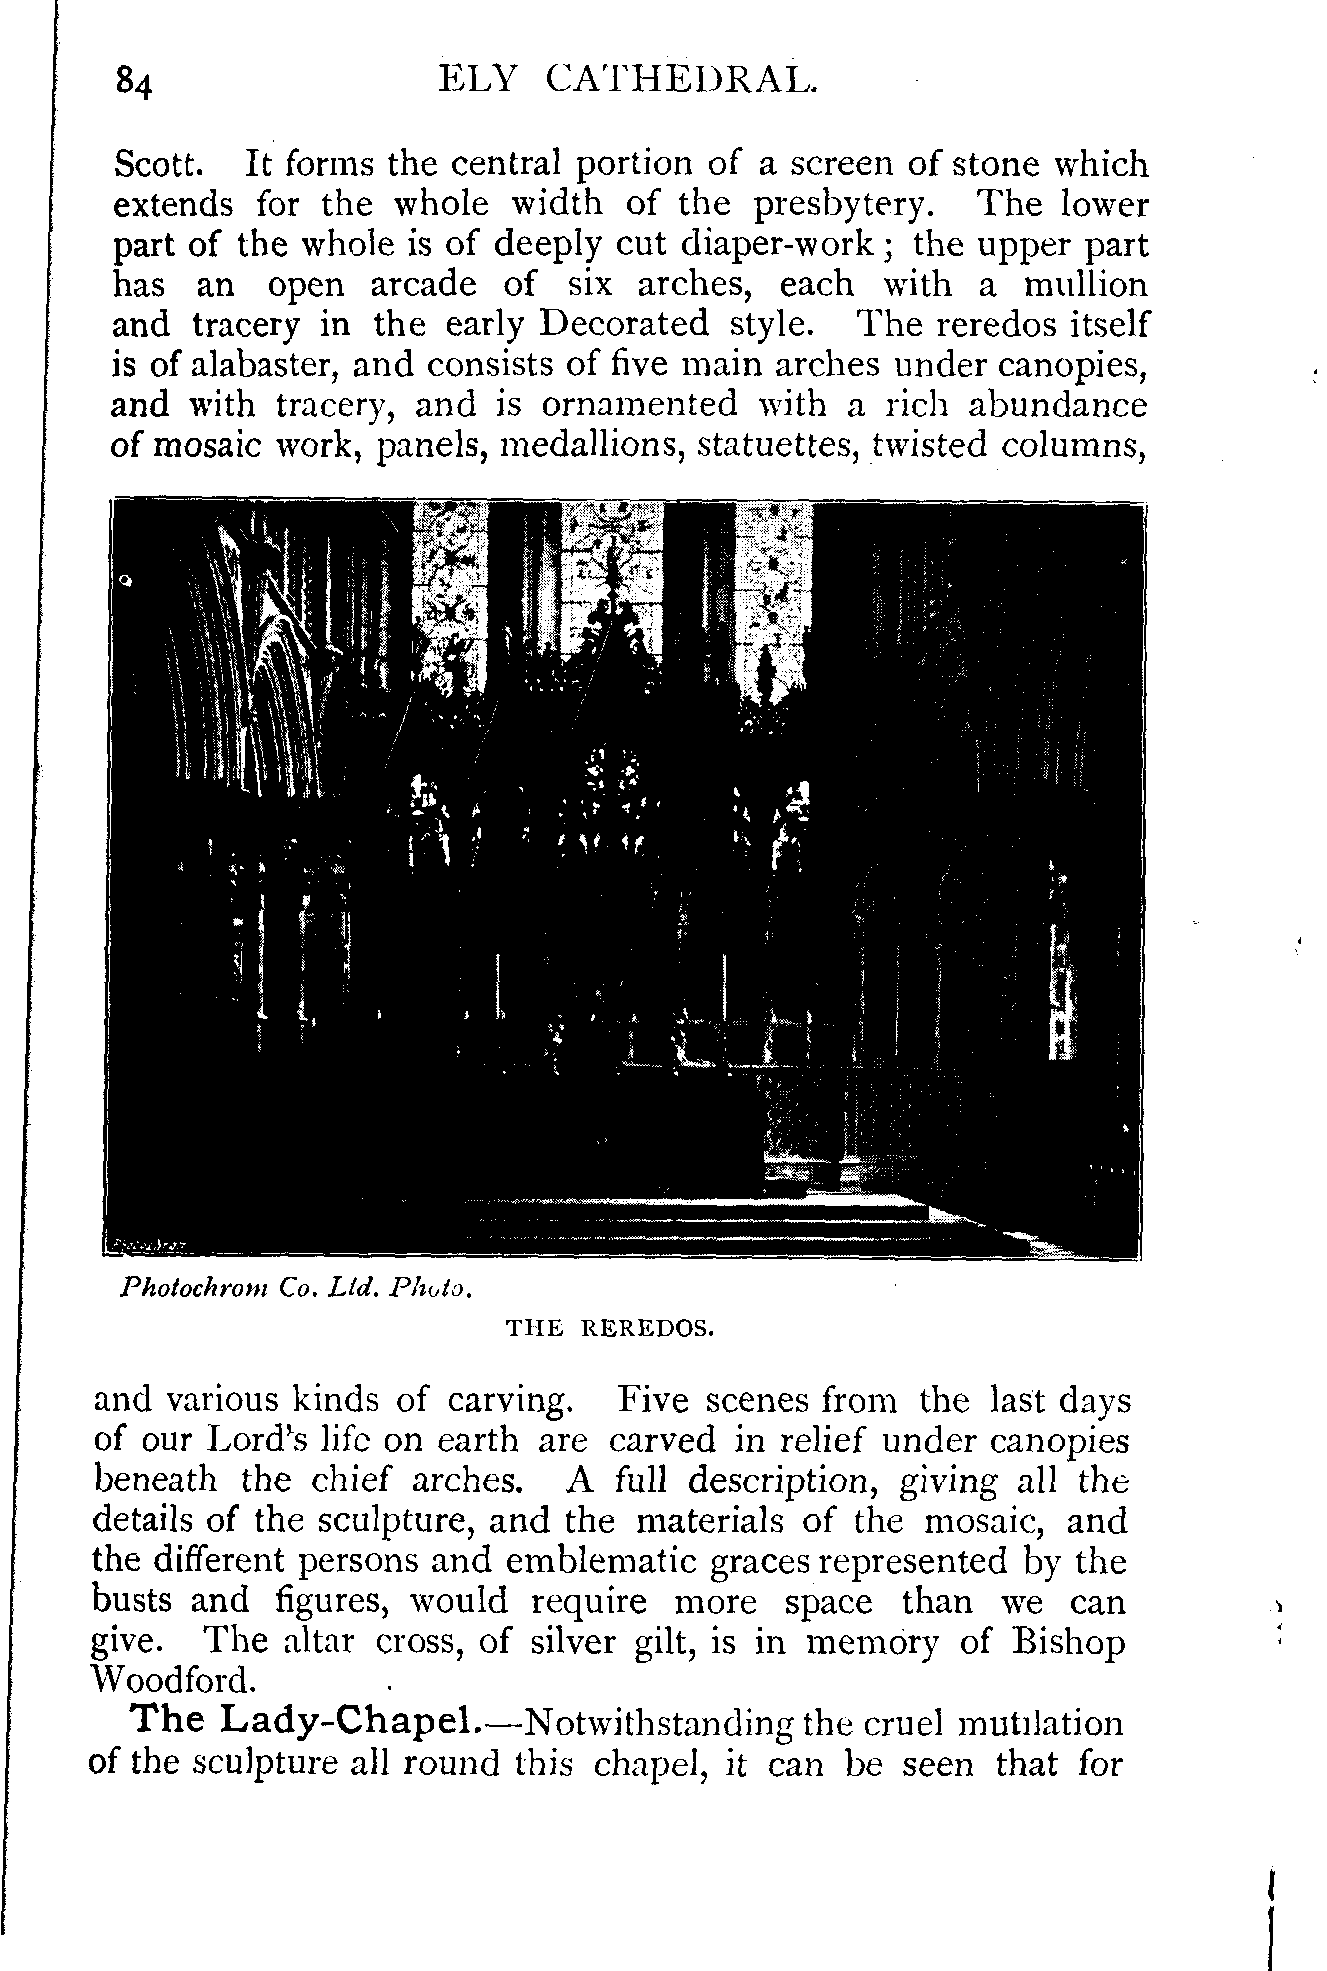 84 ELY CATHEDRAL.
Scott. It forms the central portion of a screen of stone which
extends for the whole width of the presbytery. The lower
part of the whole is of deeply cut diaper-work; the upper part
has an open arcade of six arches, each with a mullion
and tracery in the early Decorated style. The reredos itself
is of alabaster, and consists of five main arches under canopies,
and with tracery, and is ornamented with a rich abundance
of mosaic work, panels, medallions, statuettes, twisted columns,
Photochrom Co. Ltd. Photo.
THE REREDOS.
and various kinds of carving. Five scenes from the last days
of our Lord's life on earth are carved in relief under canopies
beneath the chief arches. A full description, giving all the
details of the sculpture, and the materials of the mosaic, and
the different persons and emblematic graces represented by the
busts and figures, would require more space than we can
give. The altar cross, of silver gilt, is in memory of Bishop
Woodford.
The Lady-Chapel.—Notwithstanding the cruel mutilation
of the sculpture all round this chapel, it can be seen that for